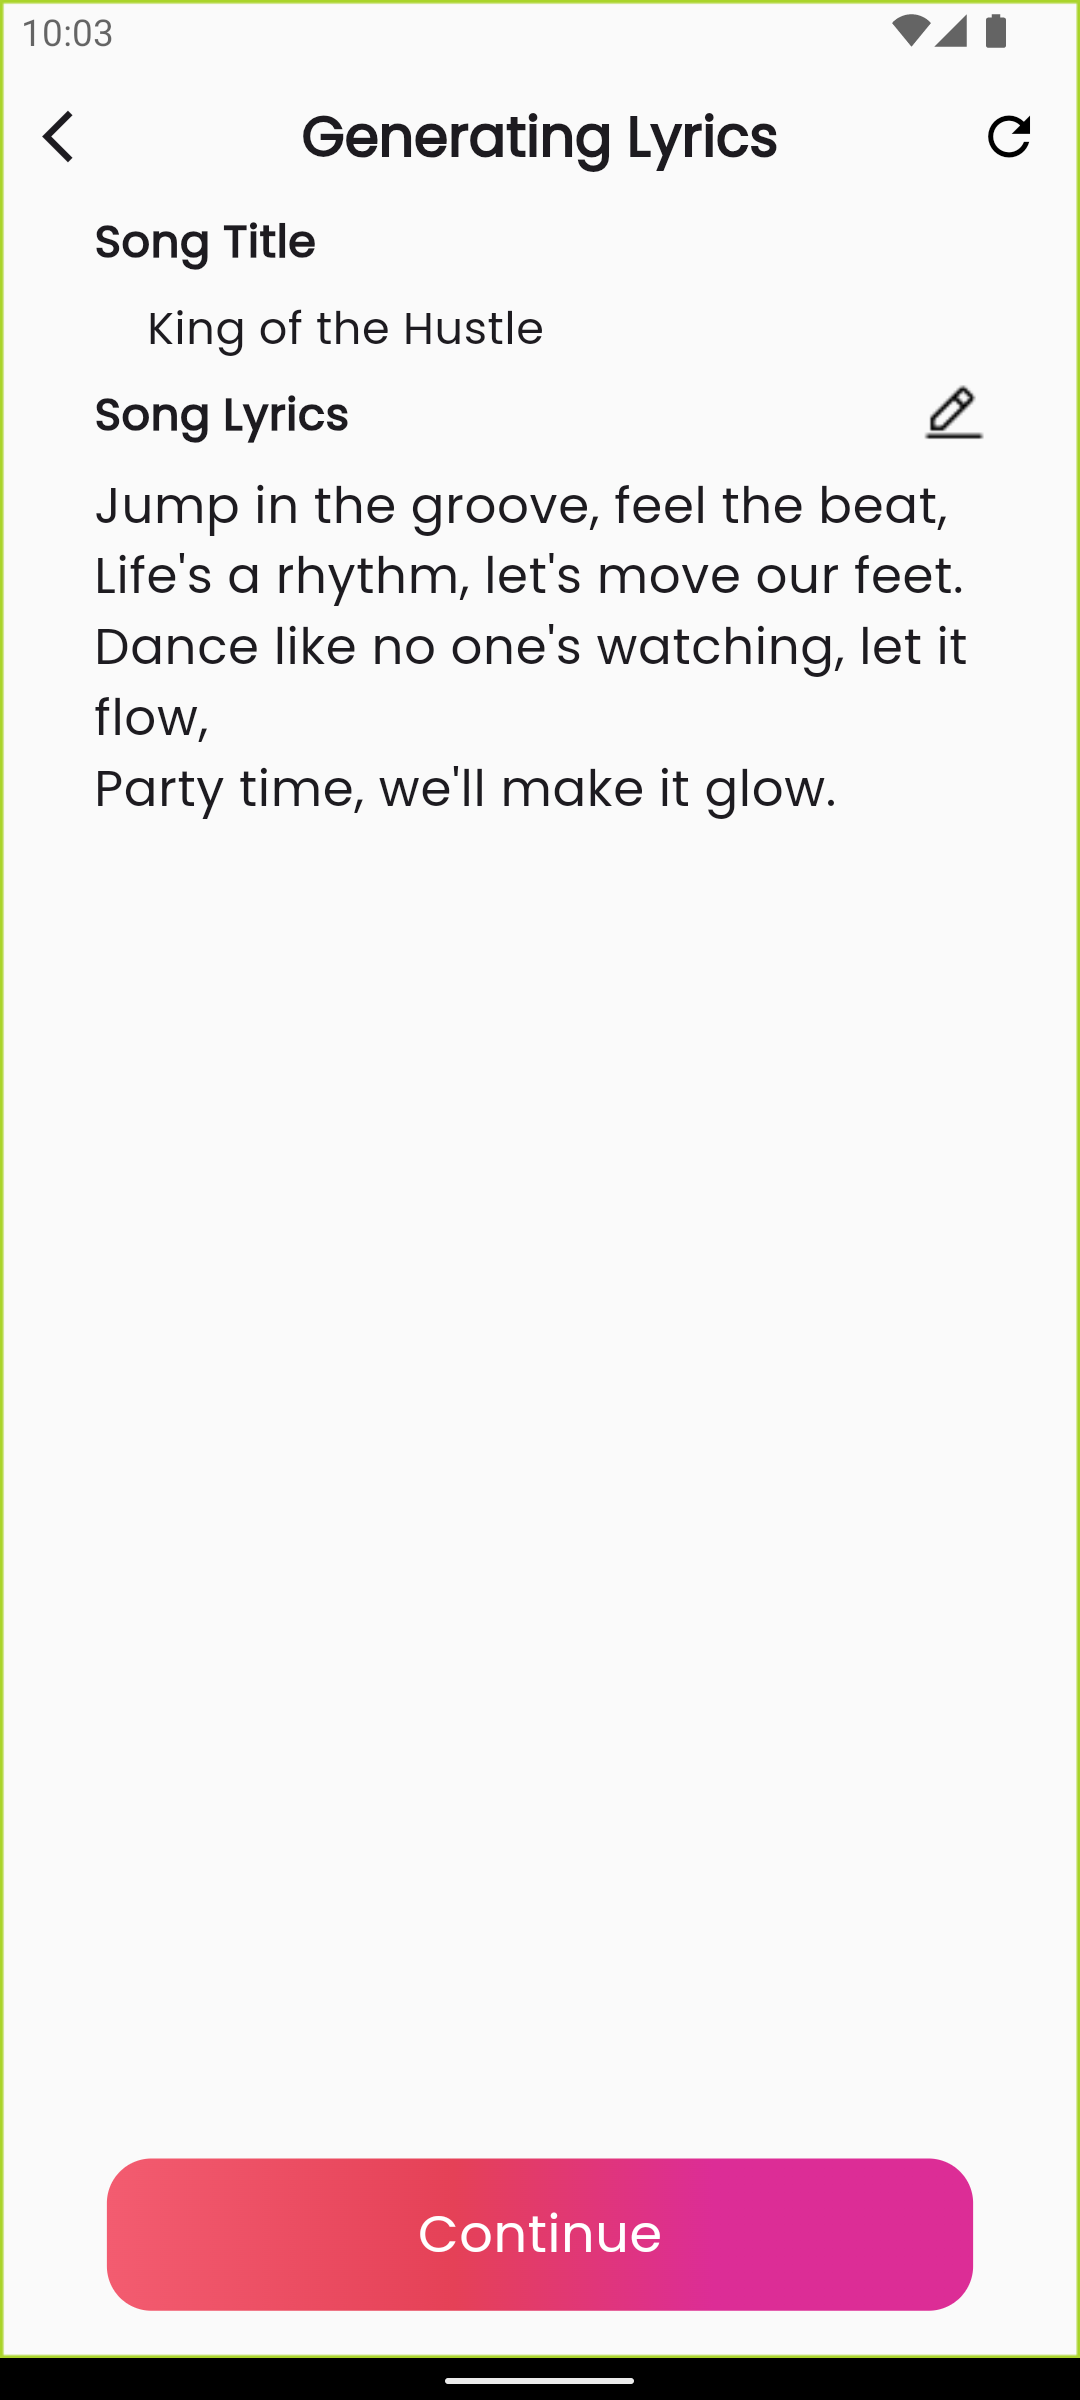 10:03
Generating Lyrics
Song Title
King of the Hustle
Song Lyrics
Jump in the groove, feel the beat,
Life's a rhythm, let's move our feet.
Dance like no one's watching, let it
flow,
Party time, we'll make it glow.
Continue